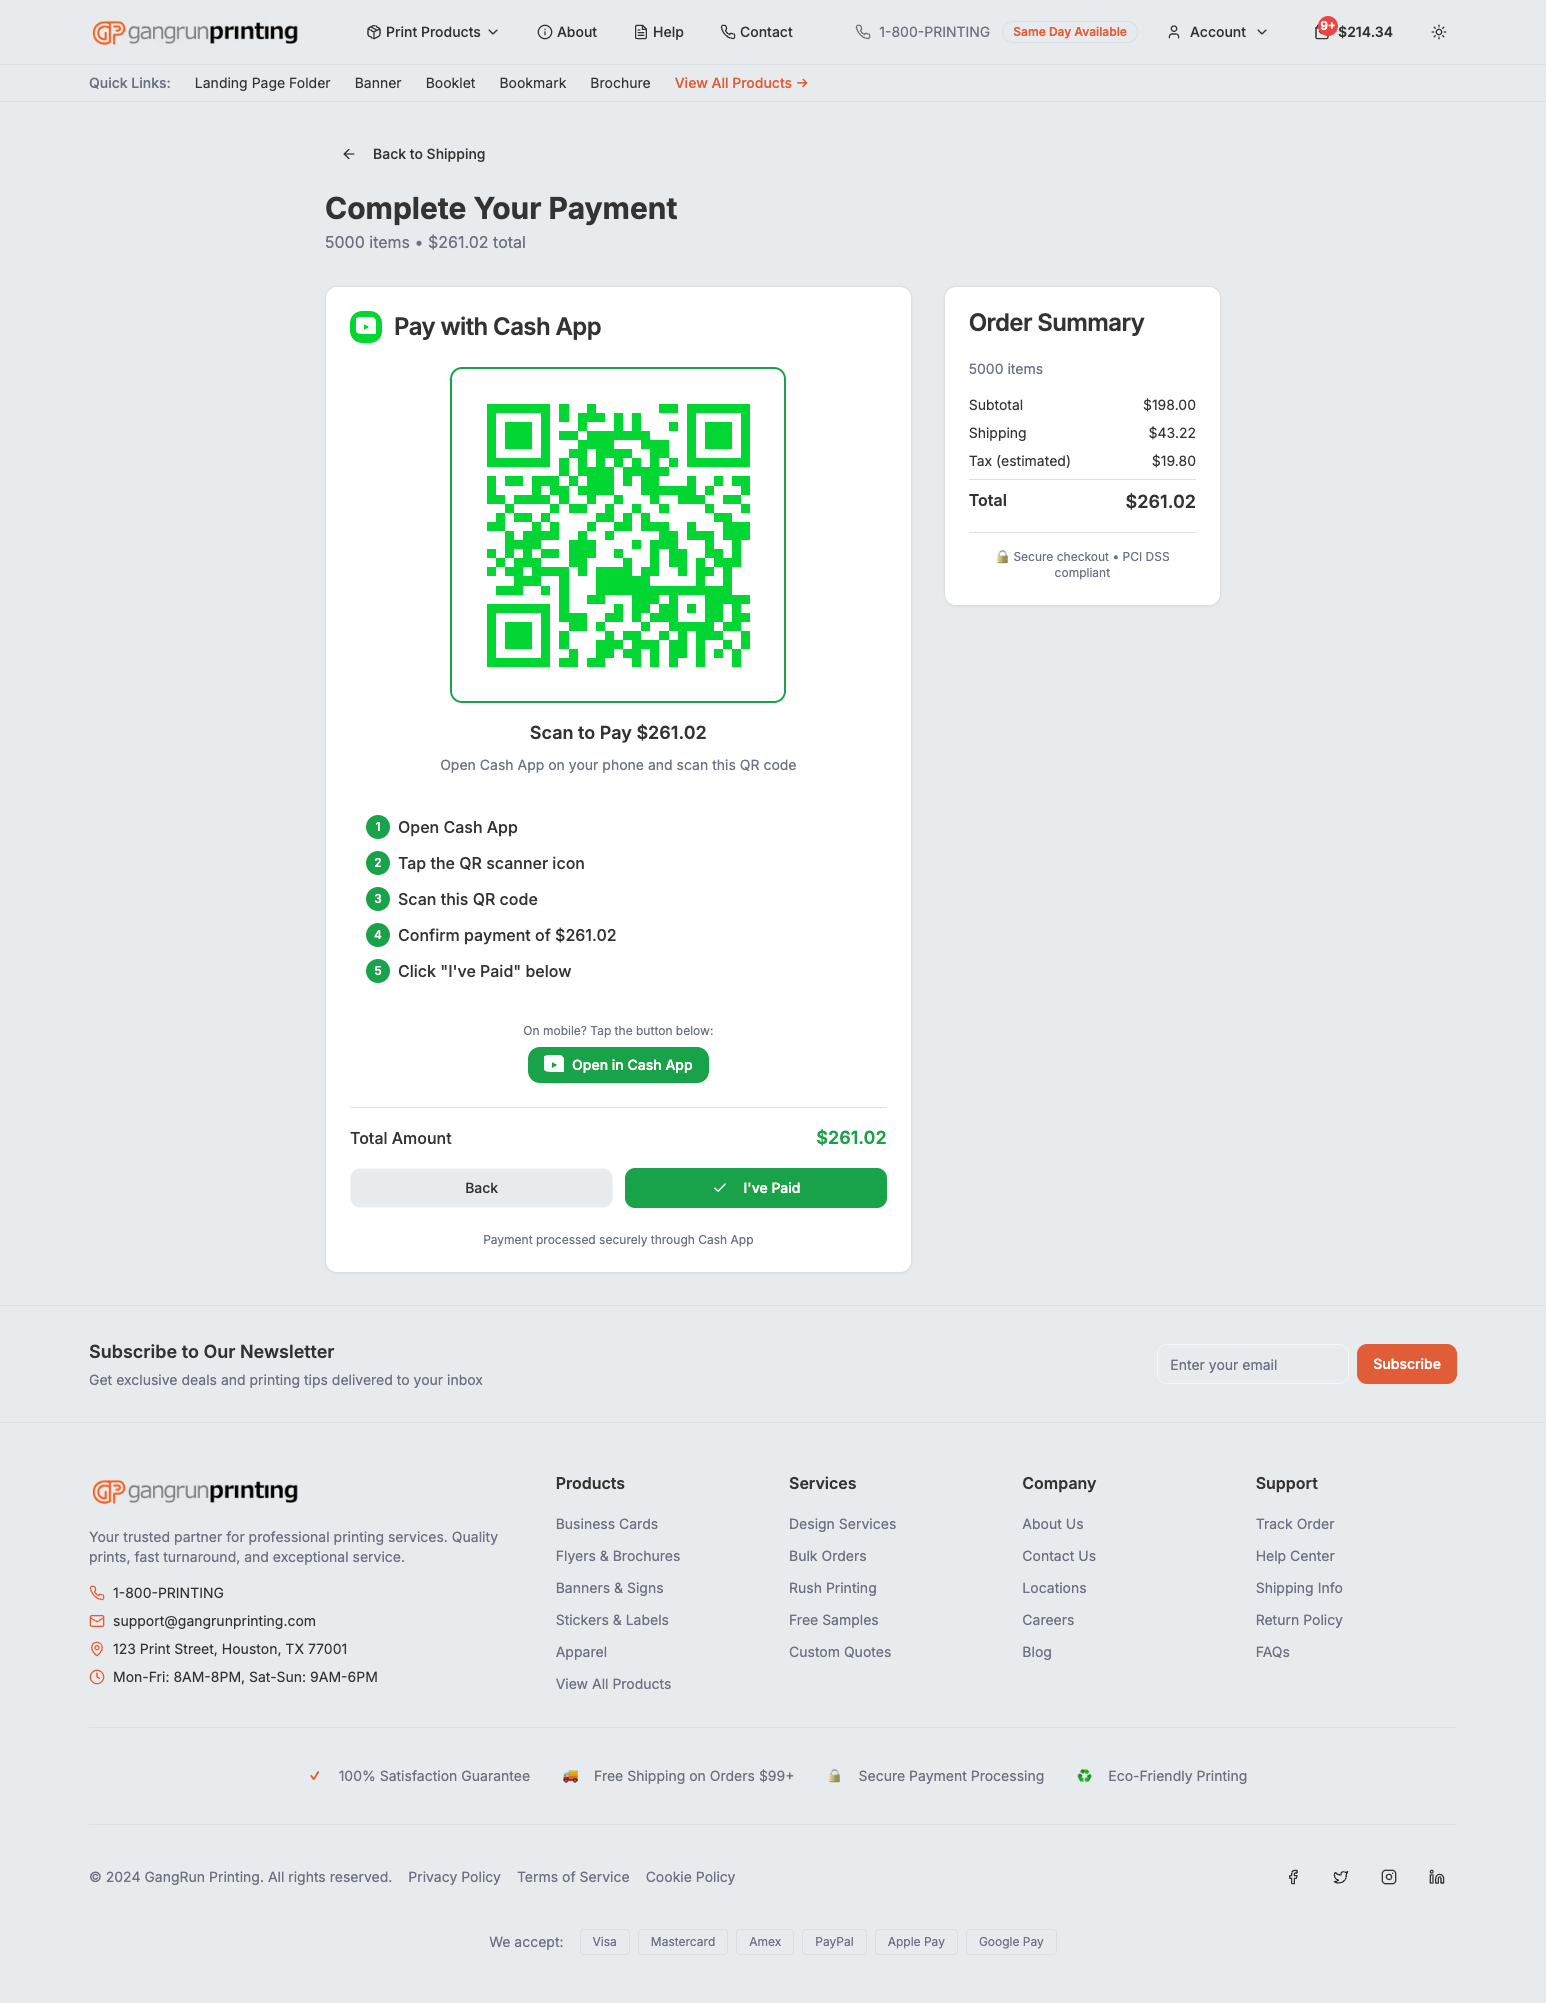 gangrunprinting
Print Products
About
Help
Contact
1-800-PRINTING
Same Day Available
Account
9+
$214.34
Quick Links:
Landing Page Folder
Banner
Booklet
Bookmark
Brochure
View All Products →
Back to Shipping
Complete Your Payment
5000 items • $261.02 total
Pay with Cash App
Scan to Pay $261.02
Open Cash App on your phone and scan this QR code
1 Open Cash App
2 Tap the QR scanner icon
3 Scan this QR code
4 Confirm payment of $261.02
5 Click "I've Paid" below
On mobile? Tap the button below:
Open in Cash App
Total Amount $261.02
Back
I've Paid
Payment processed securely through Cash App
Order Summary
5000 items
Subtotal $198.00
Shipping $43.22
Tax (estimated) $19.80
Total $261.02
🔒 Secure checkout • PCI DSS
compliant
Subscribe to Our Newsletter
Get exclusive deals and printing tips delivered to your inbox
Enter your email
Subscribe
gangrunprinting
Your trusted partner for professional printing services. Quality
prints, fast turnaround, and exceptional service.
1-800-PRINTING
support@gangrunprinting.com
123 Print Street, Houston, TX 77001
Mon-Fri: 8AM-8PM, Sat-Sun: 9AM-6PM
Products
Business Cards
Flyers & Brochures
Banners & Signs
Stickers & Labels
Apparel
View All Products
Services
Design Services
Bulk Orders
Rush Printing
Free Samples
Custom Quotes
Company
About Us
Contact Us
Locations
Careers
Blog
Support
Track Order
Help Center
Shipping Info
Return Policy
FAQs
✓ 100% Satisfaction Guarantee
🚚 Free Shipping on Orders $99+
🔒 Secure Payment Processing
♻ Eco-Friendly Printing
© 2024 GangRun Printing. All rights reserved.
Privacy Policy
Terms of Service
Cookie Policy
We accept:
Visa
Mastercard
Amex
PayPal
Apple Pay
Google Pay